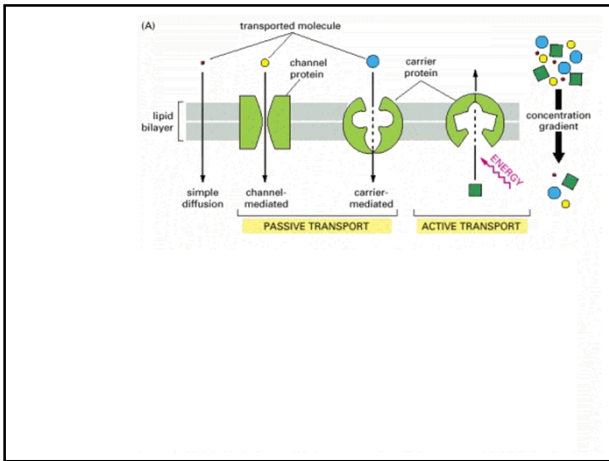 (A)
transported molecule
channel
protein
carrier
protein
lipid
bilayer
concentration
gradient
ENERGY
simple
diffusion
channel-
mediated
carrier-
mediated
PASSIVE TRANSPORT
ACTIVE TRANSPORT